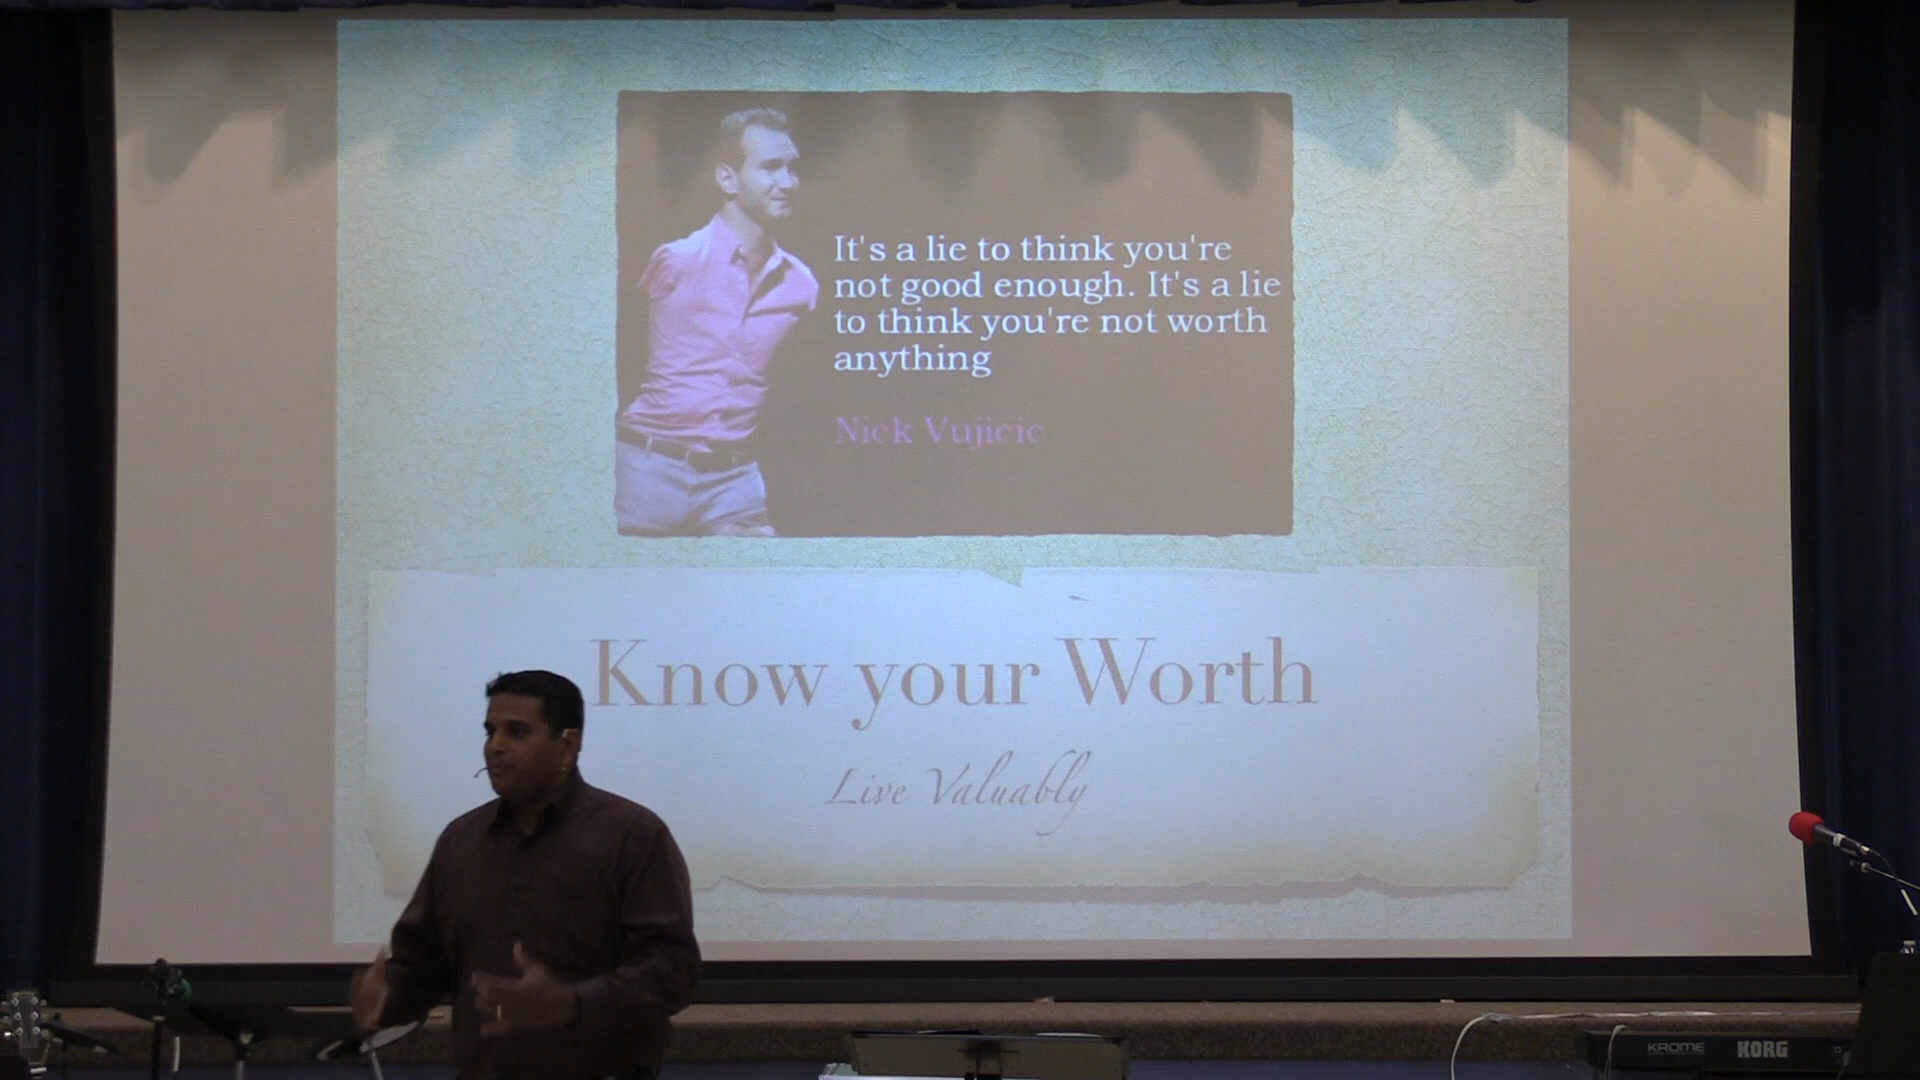 It's a lie to think you're
not good enough. It's a lie
to think you're not worth
anything
Nick Vujicic
Know your Worth
Live Valuably
KROME
KORG